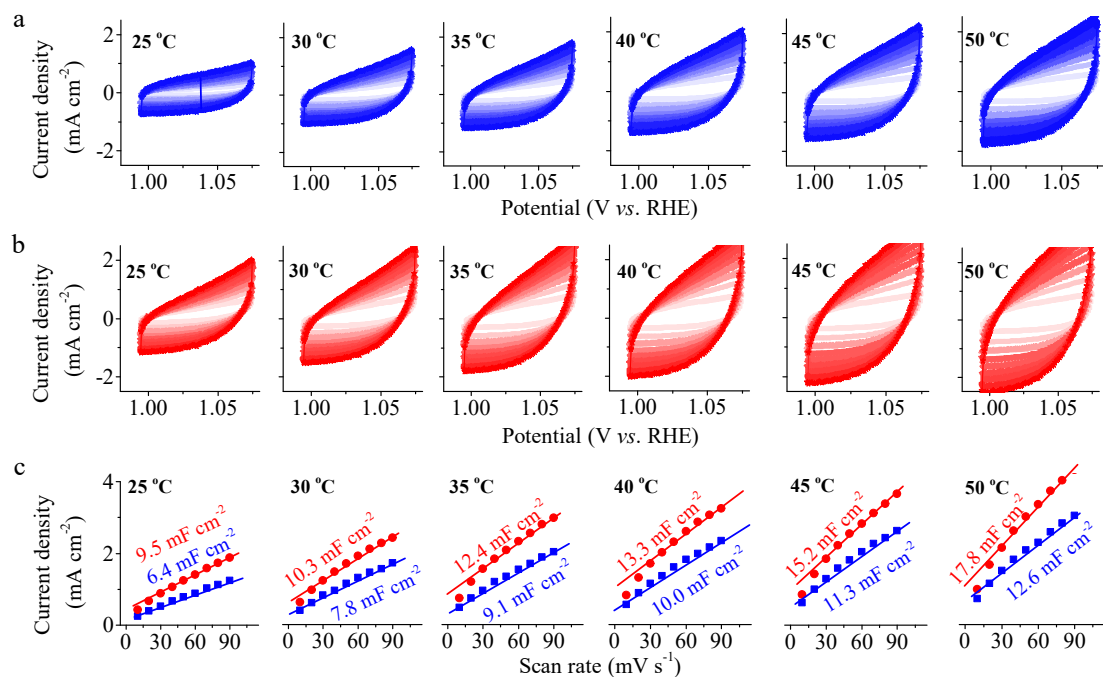 a
Current density
(mA cm⁻²)
2
0
-2
25 °C
30 °C
35 °C
40 °C
45 °C
50 °C
1.00 1.05
1.00 1.05
1.00 1.05
1.00 1.05
1.00 1.05
1.00 1.05
Potential (V vs. RHE)
b
Current density
(mA cm⁻²)
2
0
-2
25 °C
30 °C
35 °C
40 °C
45 °C
50 °C
1.00 1.05
1.00 1.05
1.00 1.05
1.00 1.05
1.00 1.05
1.00 1.05
Potential (V vs. RHE)
c
Current density
(mA cm⁻²)
4
2
0
25 °C
9.5 mF cm⁻²
6.4 mF cm⁻²
30 °C
10.3 mF cm⁻²
7.8 mF cm⁻²
35 °C
12.4 mF cm⁻²
9.1 mF cm⁻²
40 °C
13.3 mF cm⁻²
10.0 mF cm⁻²
45 °C
15.2 mF cm⁻²
11.3 mF cm⁻²
50 °C
17.8 mF cm⁻²
12.6 mF cm⁻²
0 30 60 90
0 30 60 90
0 30 60 90
0 30 60 90
0 30 60 90
0 30 60 90
Scan rate (mV s⁻¹)